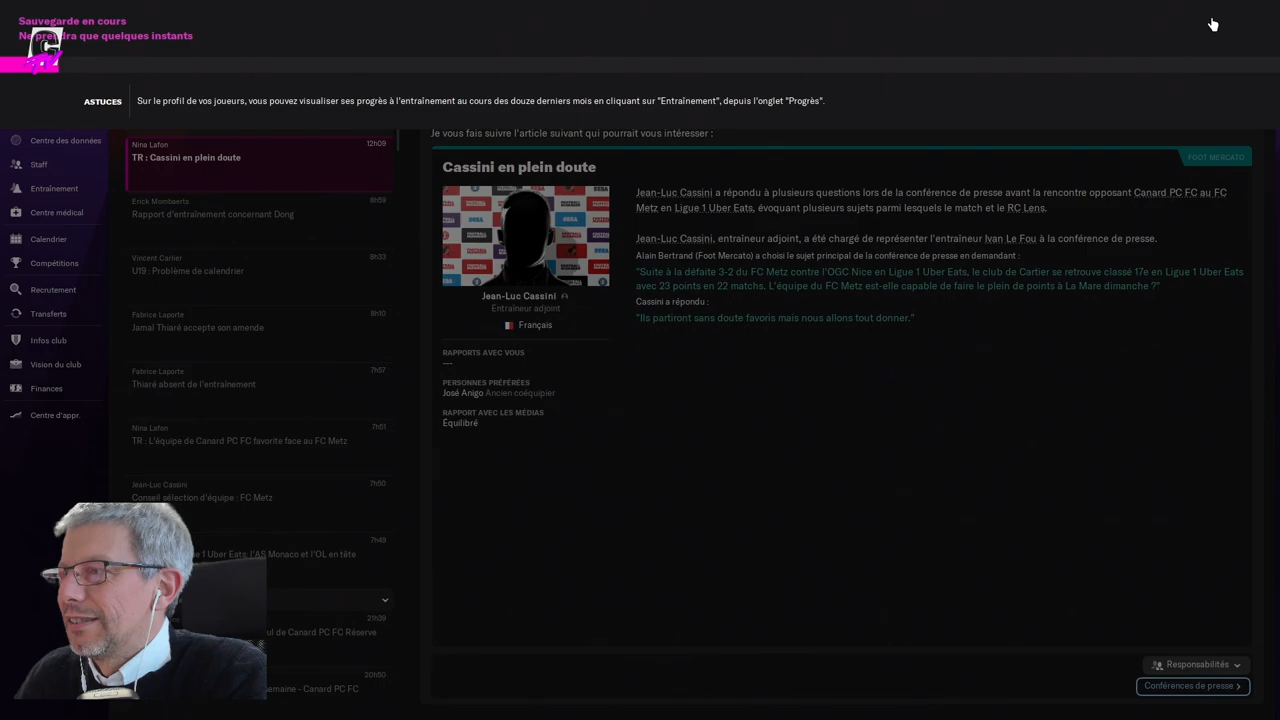 Sauvegarde en cours
Ne prendra que quelques instants
ASTUCES
Sur le profil de vos joueurs, vous pouvez visualiser ses progrès à l'entraînement au cours des douze derniers mois en cliquant sur "Entraînement", depuis l'onglet "Progrès".
Centre des données
Staff
Entraînement
Centre médical
Calendrier
Compétitions
Recrutement
Transferts
Infos club
Vision du club
Finances
Centre d'appr.
Nina Lafon 12h09
TR : Cassini en plein doute
Erick Mombaerts 8h59
Rapport d'entraînement concernant Dong
Vincent Carlier 8h33
U19 : Problème de calendrier
Fabrice Laporte 8h10
Jamal Thiaré accepte son amende
Fabrice Laporte 7h57
Thiaré absent de l'entraînement
Nina Lafon 7h51
TR : L'équipe de Canard PC FC favorite face au FC Metz
Jean-Luc Cassini 7h50
Conseil sélection d'équipe : FC Metz
7h49
e 1 Uber Eats: l'AS Monaco et l'OL en tête
21h39
ul de Canard PC FC Réserve
20h50
emaine - Canard PC FC
Je vous fais suivre l'article suivant qui pourrait vous intéresser :
FOOT MERCATO
Cassini en plein doute
Jean-Luc Cassini
Entraîneur adjoint
Français
RAPPORTS AVEC VOUS
---
PERSONNES PRÉFÉRÉES
José Anigo Ancien coéquipier
RAPPORT AVEC LES MÉDIAS
Équilibré
Jean-Luc Cassini a répondu à plusieurs questions lors de la conférence de presse avant la rencontre opposant Canard PC FC au FC
Metz en Ligue 1 Uber Eats, évoquant plusieurs sujets parmi lesquels le match et le RC Lens.
Jean-Luc Cassini, entraîneur adjoint, a été chargé de représenter l'entraîneur Ivan Le Fou à la conférence de presse.
Alain Bertrand (Foot Mercato) a choisi le sujet principal de la conférence de presse en demandant :
"Suite à la défaite 3-2 du FC Metz contre l'OGC Nice en Ligue 1 Uber Eats, le club de Cartier se retrouve classé 17e en Ligue 1 Uber Eats
avec 23 points en 22 matchs. L'équipe du FC Metz est-elle capable de faire le plein de points à La Mare dimanche ?"
Cassini a répondu :
"Ils partiront sans doute favoris mais nous allons tout donner."
Responsabilités
Conférences de presse